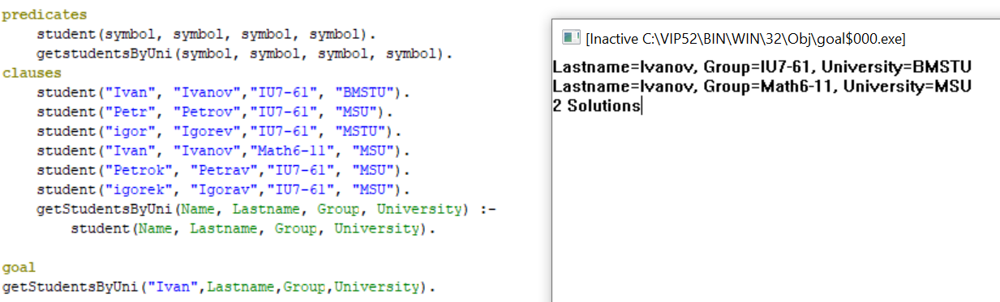 predicates
student(symbol, symbol, symbol, symbol).
getstudentsByUni(symbol, symbol, symbol, symbol).
clauses
student("Ivan", "Ivanov","IU7-61", "BMSTU").
student("Petr", "Petrov","IU7-61", "MSU").
student("igor", "Igorev","IU7-61", "MSTU").
student("Ivan", "Ivanov","Math6-11", "MSU").
student("Petrok", "Petrav","IU7-61", "MSU").
student("igorek", "Igorav","IU7-61", "MSU").
getStudentsByUni(Name, Lastname, Group, University) :-
student(Name, Lastname, Group, University).
goal
getStudentsByUni("Ivan",Lastname,Group,University).
[Inactive C:\VIP52\BIN\WIN\32\Obj\goal$000.exe]
Lastname=Ivanov, Group=IU7-61, University=BMSTU
Lastname=Ivanov, Group=Math6-11, University=MSU
2 Solutions